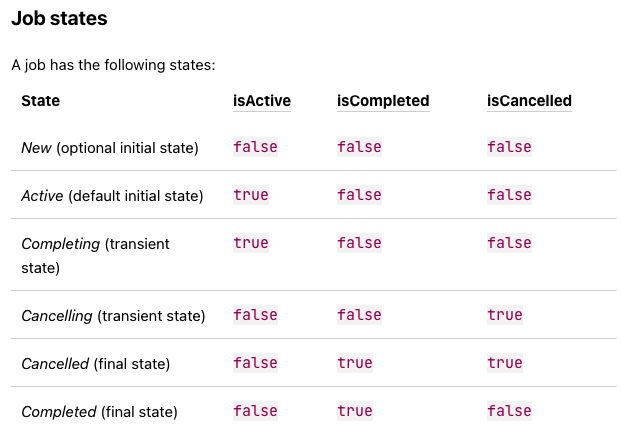 Job states
A job has the following states:
State isActive isCompleted isCancelled
New (optional initial state) false false false
Active (default initial state) true false false
Completing (transient true false false
state)
Cancelling (transient state) false false true
Cancelled (final state) false true true
Completed (final state) false true false